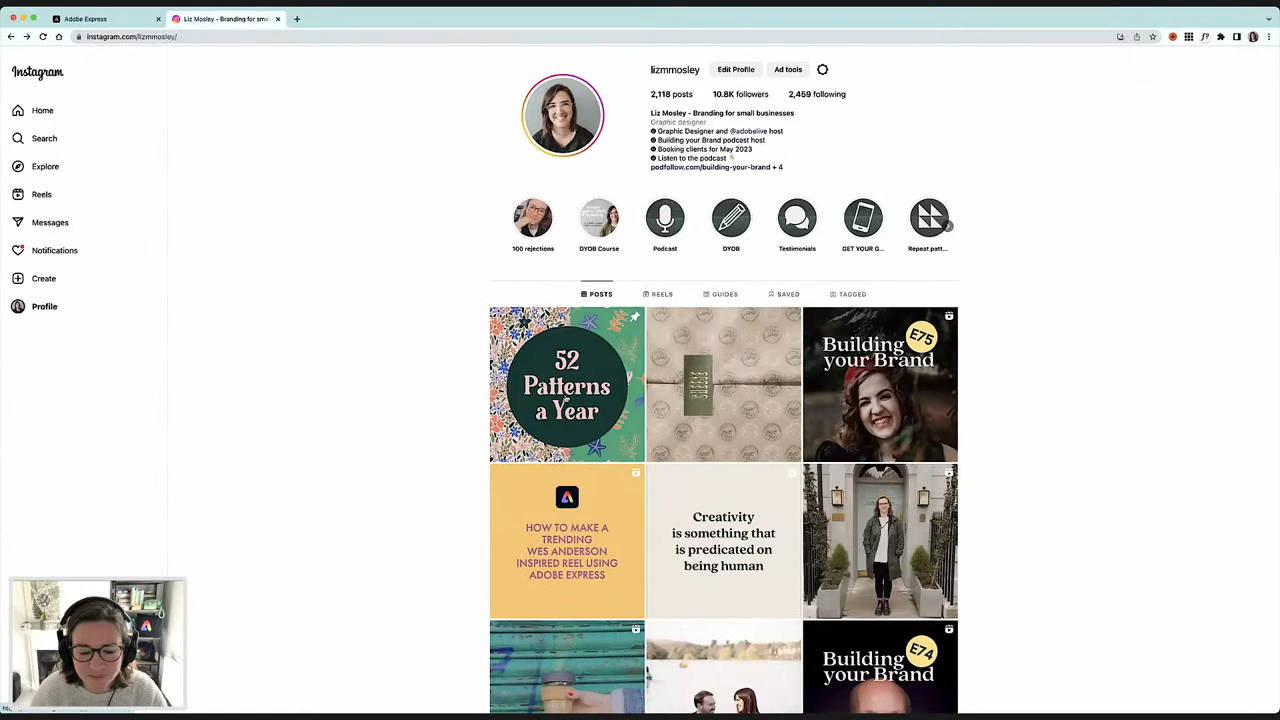 Adobe Express
Liz Mosley - Branding for sma
instagram.com/lizmmosley/
Instagram
Home
Search
Explore
Reels
Messages
Notifications
Create
Profile
lizmmosley
Edit Profile
Ad tools
2,118 posts
10.8K followers
2,459 following
Liz Mosley - Branding for small businesses
Graphic designer
Graphic Designer and @adobelive host
Building your Brand podcast host
Booking clients for May 2023
Listen to the podcast
podfollow.com/building-your-brand + 4
100 rejections
DYOB Course
Podcast
DYOB
Testimonials
GET YOUR G...
Repeat patt...
POSTS
REELS
GUIDES
SAVED
TAGGED
52
Patterns
a Year
E75
Building
your Brand
HOW TO MAKE A
TRENDING
WES ANDERSON
INSPIRED REEL USING
ADOBE EXPRESS
Creativity
is something that
is predicated on
being human
E74
Building
your Brand